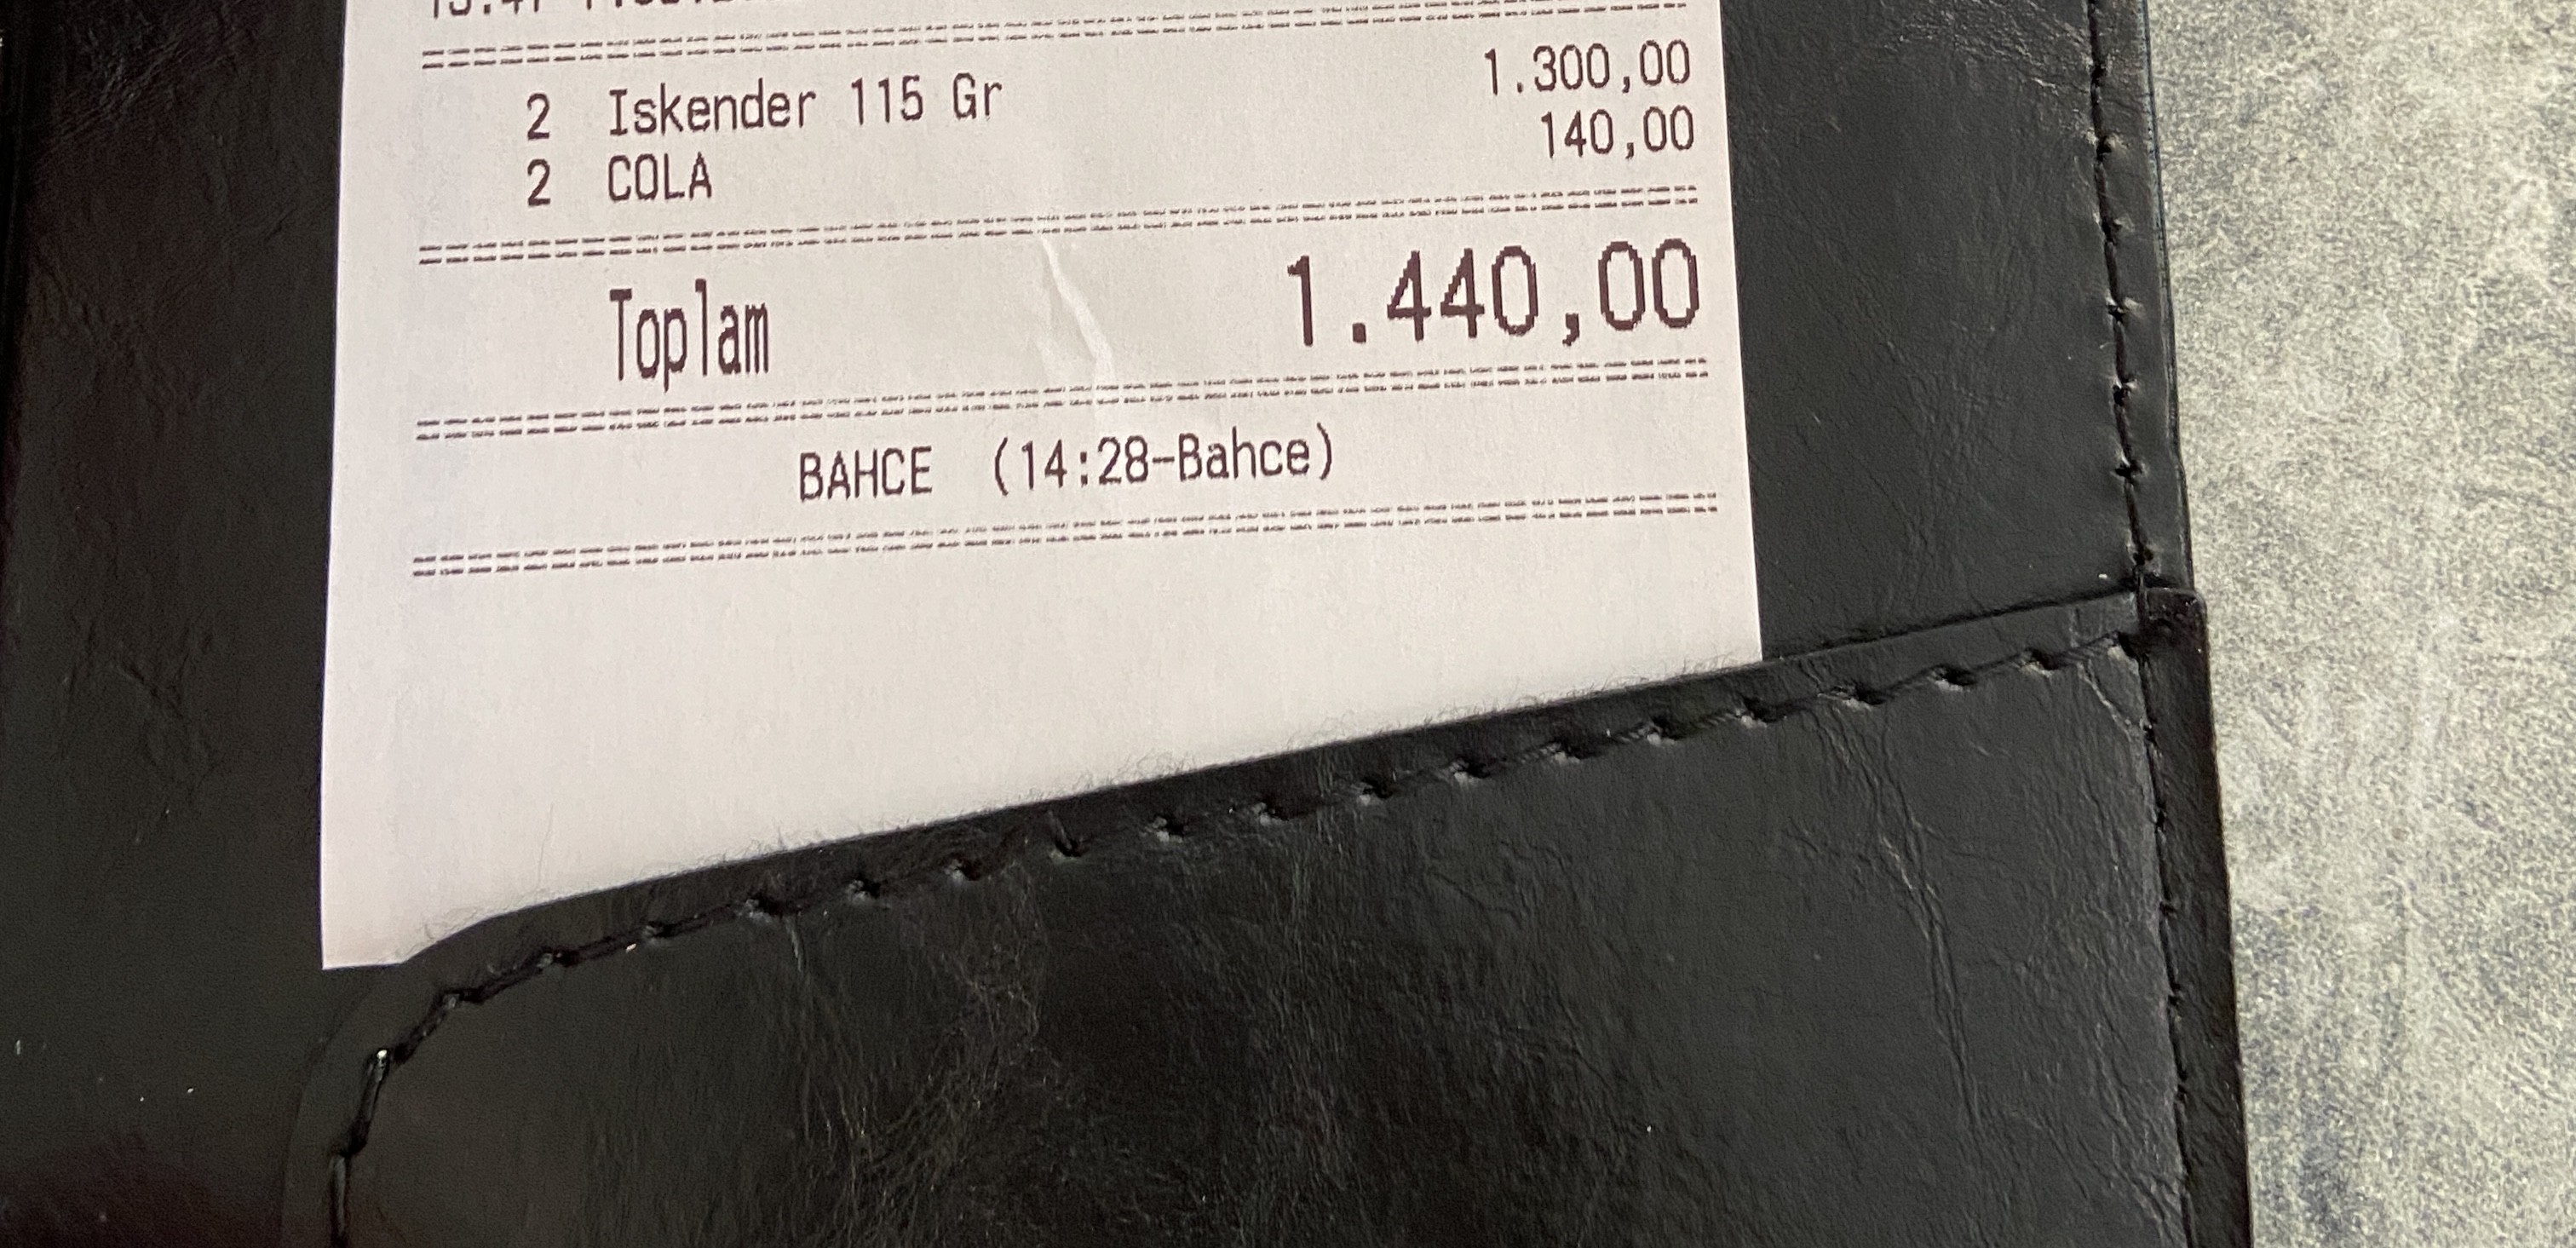 2 Iskender 115 Gr 1.300,00
2 COLA 140,00
Toplam 1.440,00
BAHCE (14:28-Bahce)